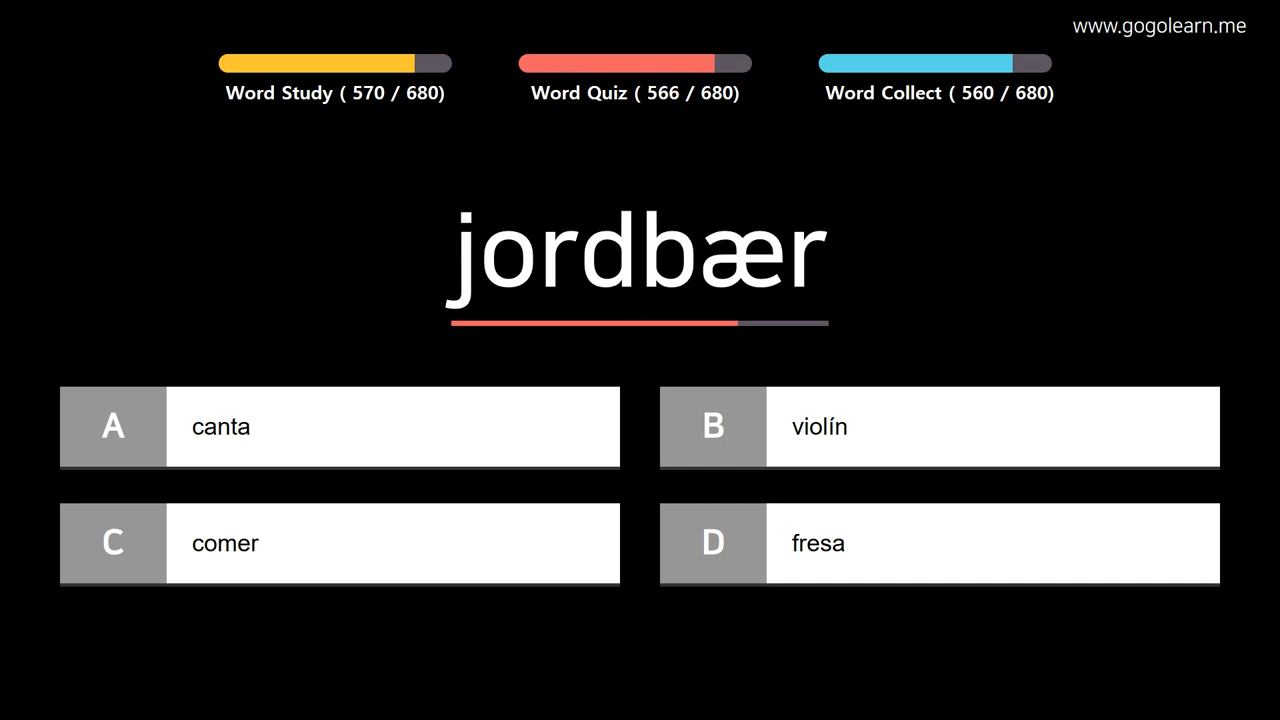 www.gogolearn.me
Word Study ( 570 / 680)
Word Quiz ( 566 / 680)
Word Collect ( 560 / 680)
jordbær
A canta
B violín
C comer
D fresa